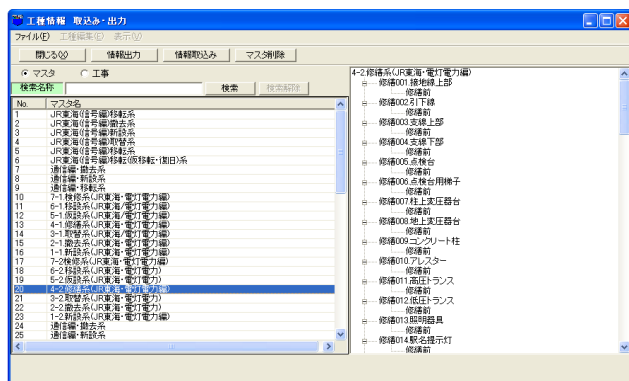 工種情報 取込み・出力
ファイル(F) 工種編集(E) 表示(V)
閉じる(X) 情報出力 情報取込み マスタ削除
マスタ 工事
検索名称 検索 検索解除
No. マスタ名
1 JR東海(信号編)移転系
2 JR東海(信号編)撤去系
3 JR東海(信号編)新設系
4 JR東海(信号編)取替系
5 JR東海(信号編)移転系
6 JR東海(信号編)移転(仮移転・復旧)系
7 通信編・撤去系
8 通信編・新設系
9 通信編・移転系
10 7-1.検修系(JR東海・電灯電力編)
11 6-1.移設系(JR東海/電灯電力編)
12 5-1.仮設系(JR東海/電灯電力編)
13 4-1.修繕系(JR東海・電灯電力編)
14 3-1.取替系(JR東海/電灯電力編)
15 2-1.撤去系(JR東海・電灯電力編)
16 1-1.新設系(JR東海・電灯電力編)
17 7-2検修系(JR東海・電灯電力編)
18 6-2.移設系(JR東海・電灯電力)
19 5-2.仮設系(JR東海・電灯電力)
20 4-2.修繕系(JR東海・電灯電力編)
21 3-2.取替系(JR東海・電灯電力)
22 2-2.撤去系(JR東海・電灯電力)
23 1-2.新設系(JR東海・電灯電力編)
24 通信編・撤去系
25 通信編・新設系
4-2.修繕系(JR東海・電灯電力編)
修繕001.接地線上部
修繕前
修繕002.引下線
修繕前
修繕003.支線上部
修繕前
修繕004.支線下部
修繕前
修繕005.点検台
修繕前
修繕006.点検台用梯子
修繕前
修繕007.柱上変圧器台
修繕前
修繕008.地上変圧器台
修繕前
修繕009.コンクリート柱
修繕前
修繕010.アレスター
修繕前
修繕011.高圧トランス
修繕前
修繕012.低圧トランス
修繕前
修繕013.照明器具
修繕前
修繕014.駅名提示灯
修繕前